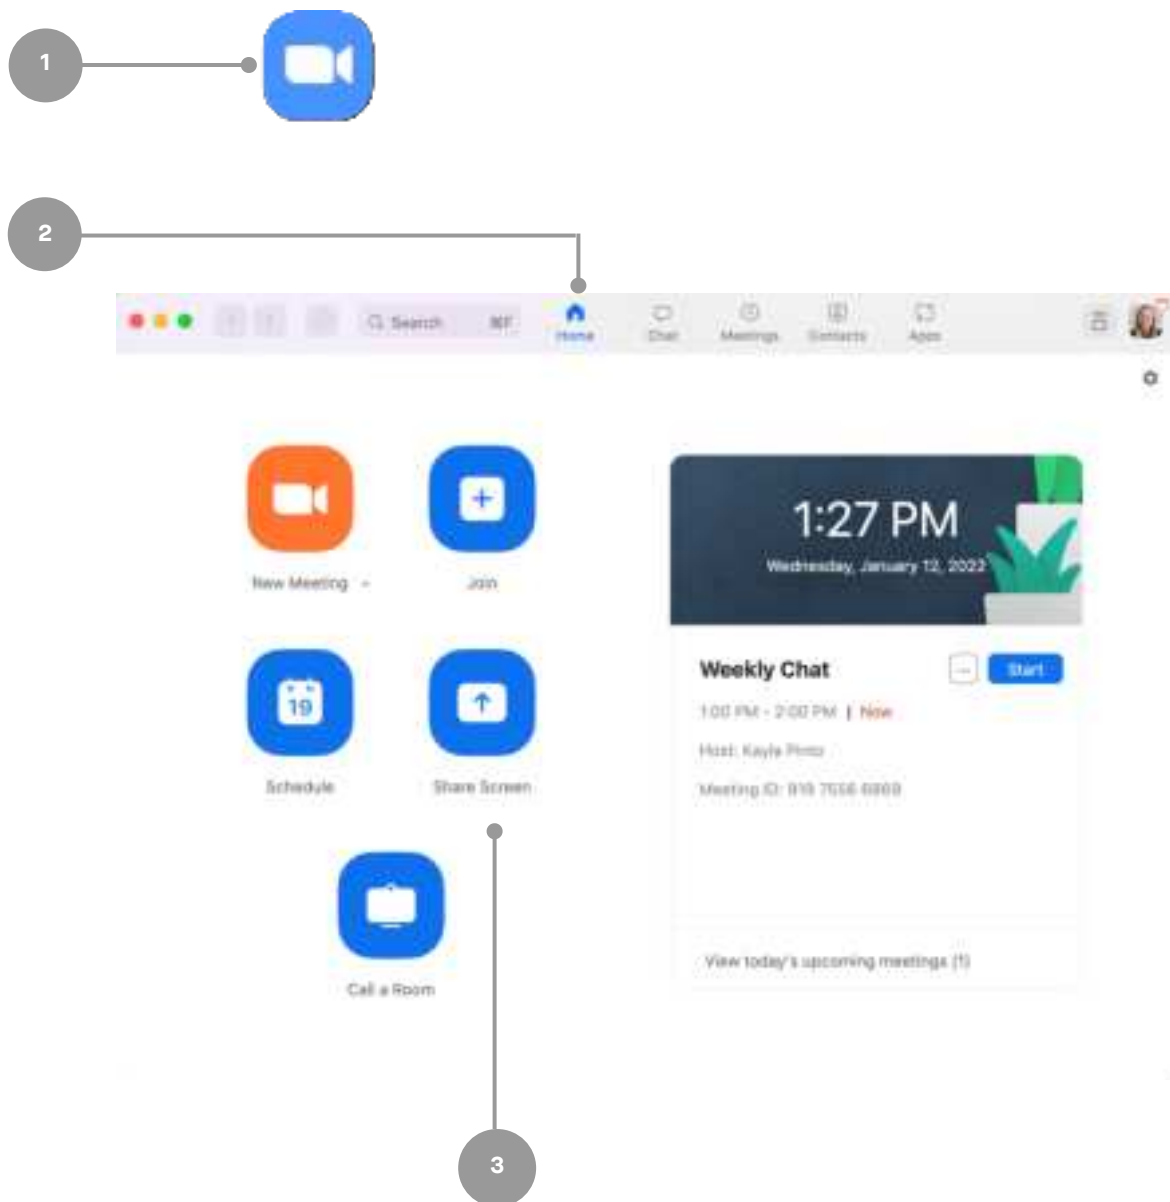 1
2
Search ⌘F
Home
Chat
Meetings
Contacts
Apps
New Meeting
Join
1:27 PM
Wednesday, January 12, 2022
19
Weekly Chat
Start
1:00 PM - 2:00 PM | Now
Schedule
Share Screen
Host: Kayla Pinto
Meeting ID:
Call a Room
View today's upcoming meetings (1)
3